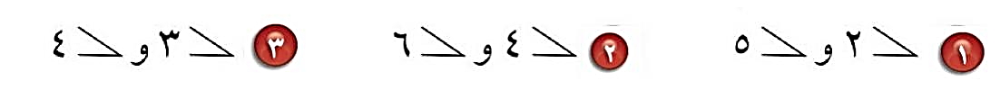 ١ ∠٢ و ∠٥ ٢ ∠٤ و ∠٦ ٣ ∠٣ و ∠٤